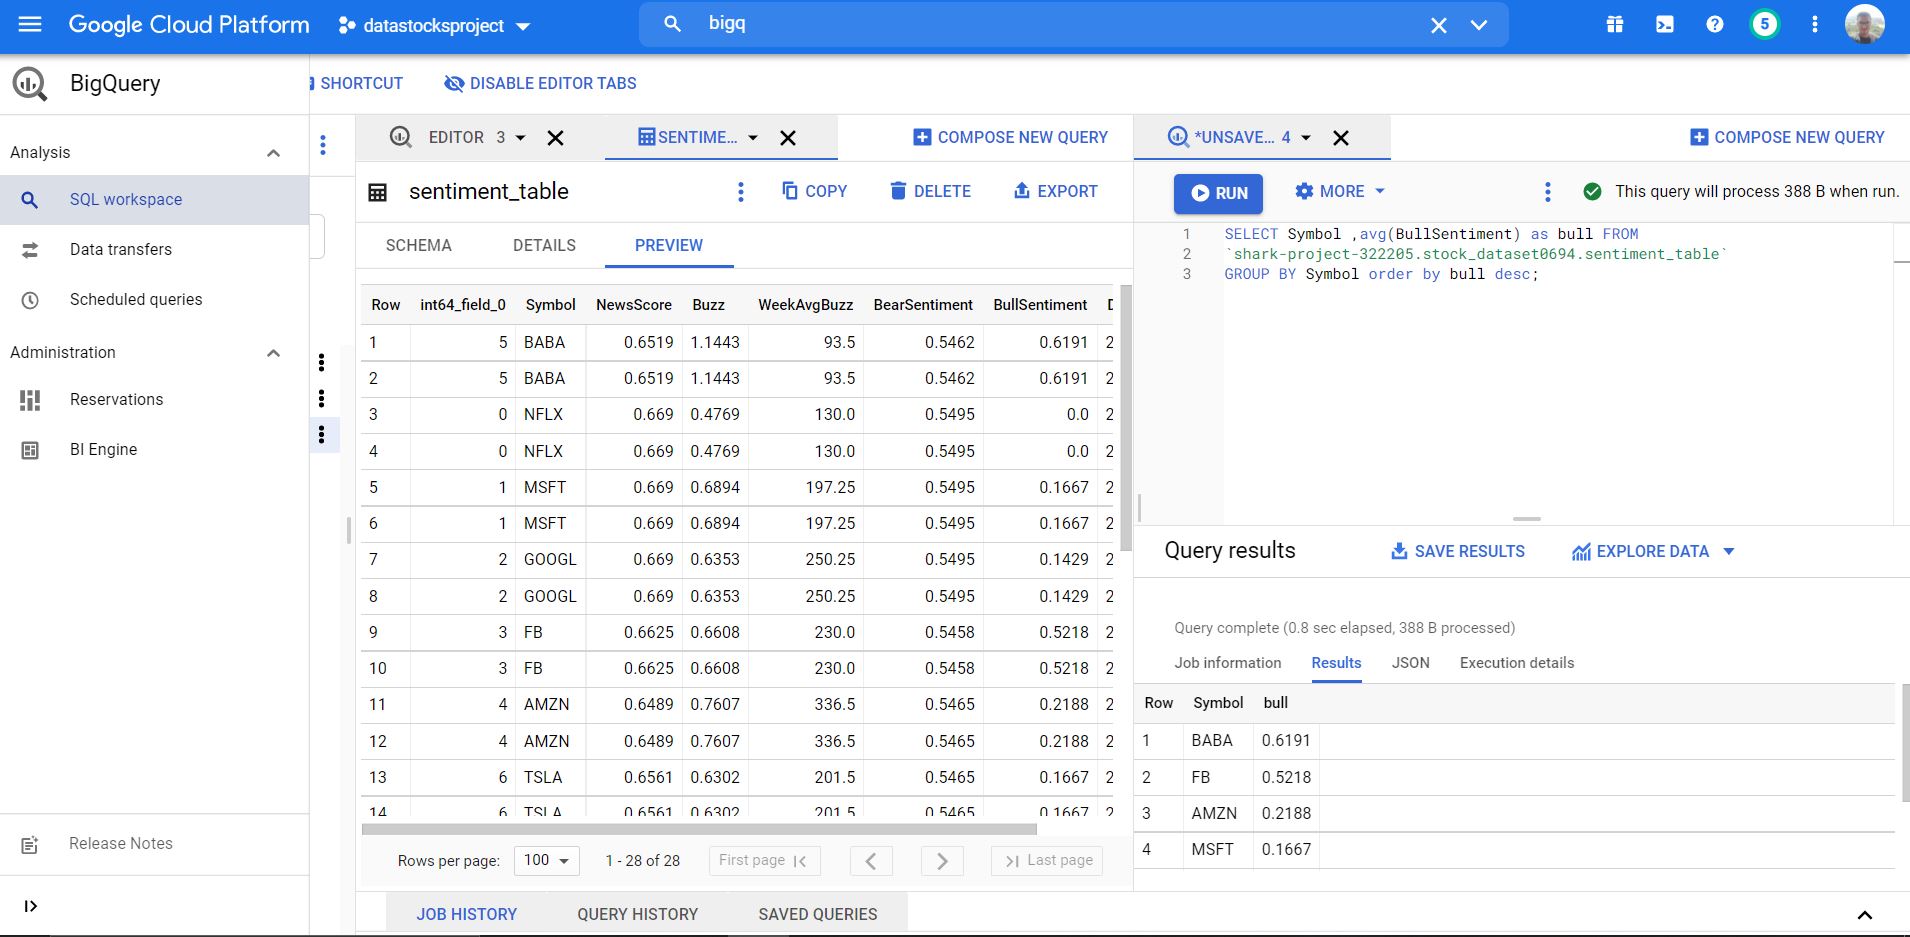 Google Cloud Platform
datastocksproject
bigq
5
BigQuery
SHORTCUT
DISABLE EDITOR TABS
Analysis
SQL workspace
Data transfers
Scheduled queries
Administration
Reservations
BI Engine
Release Notes
EDITOR 3
SENTIME...
COMPOSE NEW QUERY
sentiment_table
COPY
DELETE
EXPORT
SCHEMA DETAILS PREVIEW
Row int64_field_0 Symbol NewsScore Buzz WeekAvgBuzz BearSentiment BullSentiment D
1 5 BABA 0.6519 1.1443 93.5 0.5462 0.6191 2
2 5 BABA 0.6519 1.1443 93.5 0.5462 0.6191 2
3 0 NFLX 0.669 0.4769 130.0 0.5495 0.0 2
4 0 NFLX 0.669 0.4769 130.0 0.5495 0.0 2
5 1 MSFT 0.669 0.6894 197.25 0.5495 0.1667 2
6 1 MSFT 0.669 0.6894 197.25 0.5495 0.1667 2
7 2 GOOGL 0.669 0.6353 250.25 0.5495 0.1429 2
8 2 GOOGL 0.669 0.6353 250.25 0.5495 0.1429 2
9 3 FB 0.6625 0.6608 230.0 0.5458 0.5218 2
10 3 FB 0.6625 0.6608 230.0 0.5458 0.5218 2
11 4 AMZN 0.6489 0.7607 336.5 0.5465 0.2188 2
12 4 AMZN 0.6489 0.7607 336.5 0.5465 0.2188 2
13 6 TSLA 0.6561 0.6302 201.5 0.5465 0.1667 2
14 6 TSLA 0.6561 0.6302 201.5 0.5465 0.1667 2
Rows per page: 100 1 - 28 of 28 First page Last page
JOB HISTORY QUERY HISTORY SAVED QUERIES
*UNSAVE... 4
COMPOSE NEW QUERY
RUN
MORE
This query will process 388 B when run.
1 SELECT Symbol ,avg(BullSentiment) as bull FROM
2 `shark-project-322205.stock_dataset0694.sentiment_table`
3 GROUP BY Symbol order by bull desc;
Query results
SAVE RESULTS
EXPLORE DATA
Query complete (0.8 sec elapsed, 388 B processed)
Job information Results JSON Execution details
Row Symbol bull
1 BABA 0.6191
2 FB 0.5218
3 AMZN 0.2188
4 MSFT 0.1667